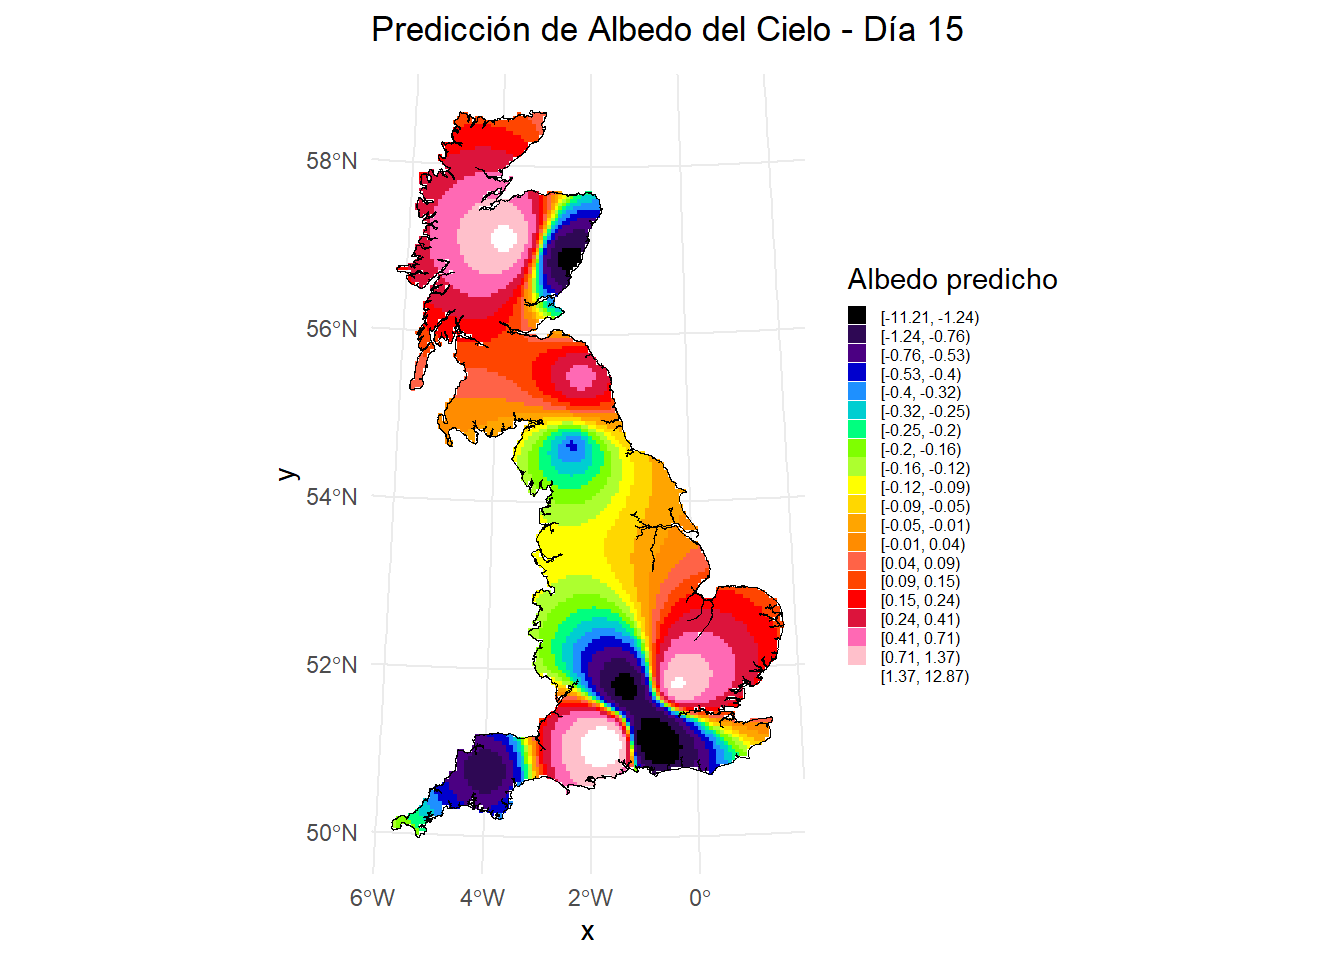 Predicción de Albedo del Cielo - Día 15
58°N
56°N
54°N
52°N
50°N
y
6°W 4°W 2°W 0°
x
Albedo predicho
[-11.21, -1.24)
[-1.24, -0.76)
[-0.76, -0.53)
[-0.53, -0.4)
[-0.4, -0.32)
[-0.32, -0.25)
[-0.25, -0.2)
[-0.2, -0.16)
[-0.16, -0.12)
[-0.12, -0.09)
[-0.09, -0.05)
[-0.05, -0.01)
[-0.01, 0.04)
[0.04, 0.09)
[0.09, 0.15)
[0.15, 0.24)
[0.24, 0.41)
[0.41, 0.71)
[0.71, 1.37)
[1.37, 12.87)